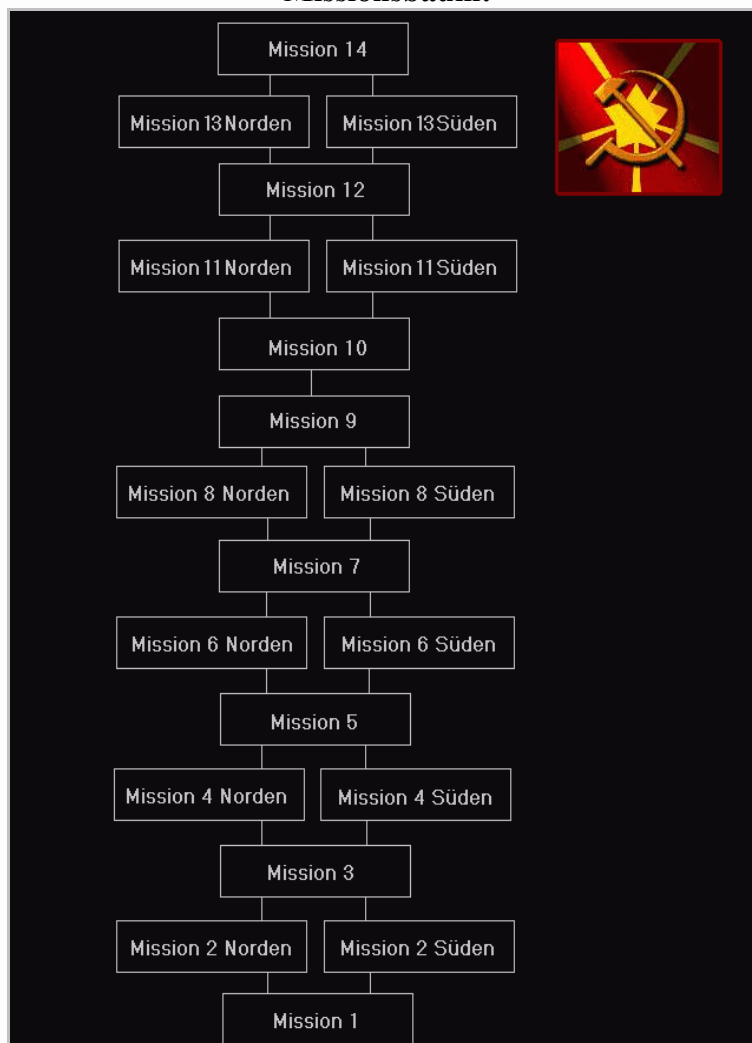 Mission 14
Mission 13 Norden Mission 13 Süden
Mission 12
Mission 11 Norden Mission 11 Süden
Mission 10
Mission 9
Mission 8 Norden Mission 8 Süden
Mission 7
Mission 6 Norden Mission 6 Süden
Mission 5
Mission 4 Norden Mission 4 Süden
Mission 3
Mission 2 Norden Mission 2 Süden
Mission 1